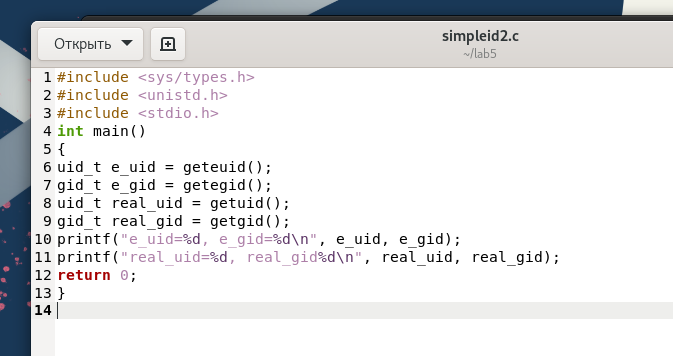 Открыть
simpleid2.c
~/lab5
1 #include <sys/types.h>
2 #include <unistd.h>
3 #include <stdio.h>
4 int main()
5 {
6 uid_t e_uid = geteuid();
7 gid_t e_gid = getegid();
8 uid_t real_uid = getuid();
9 gid_t real_gid = getgid();
10 printf("e_uid=%d, e_gid=%d\n", e_uid, e_gid);
11 printf("real_uid=%d, real_gid%d\n", real_uid, real_gid);
12 return 0;
13 }
14